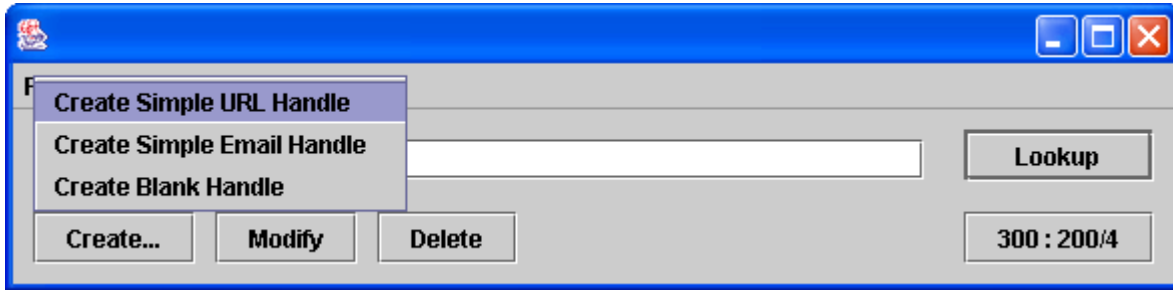 Create Simple URL Handle
Create Simple Email Handle
Create Blank Handle
Lookup
Create... Modify Delete 300 : 200/4